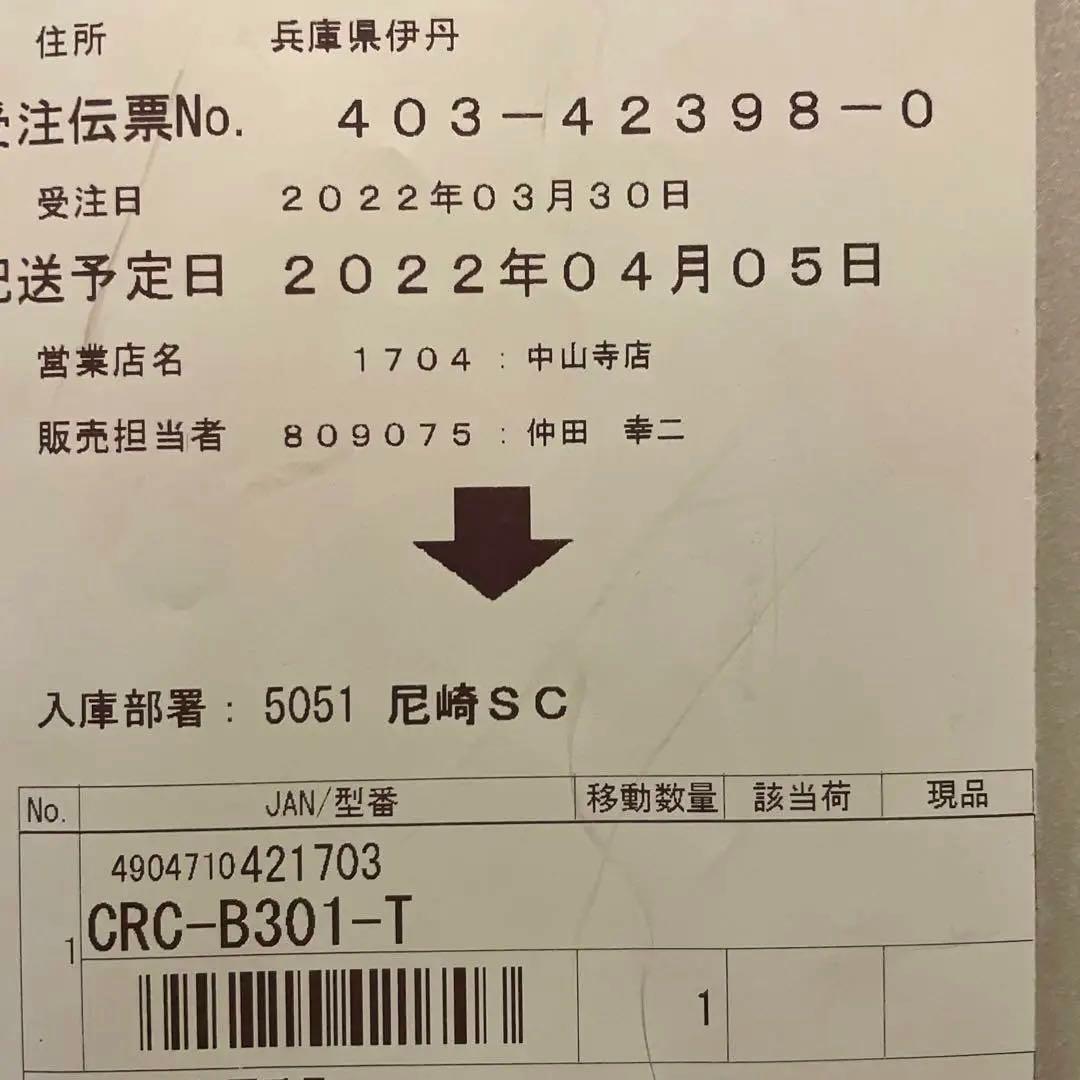 住所 兵庫県伊丹
受注伝票No. 403-42398-0
受注日 2022年03月30日
配送予定日 2022年04月05日
営業店名 1704 : 中山寺店
販売担当者 809075 : 仲田 幸二
入庫部署 : 5051 尼崎SC
No. JAN/型番 移動数量 該当荷 現品
4904710421703
1 CRC-B301-T
1